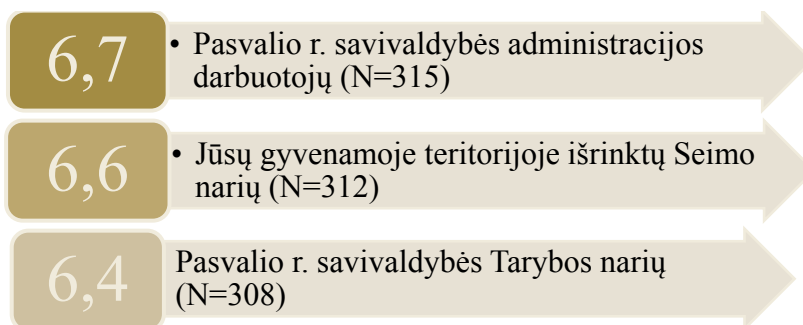 6,7
• Pasvalio r. savivaldybės administracijos
darbuotojų (N=315)
6,6
• Jūsų gyvenamoje teritorijoje išrinktų Seimo
narių (N=312)
6,4
Pasvalio r. savivaldybės Tarybos narių
(N=308)